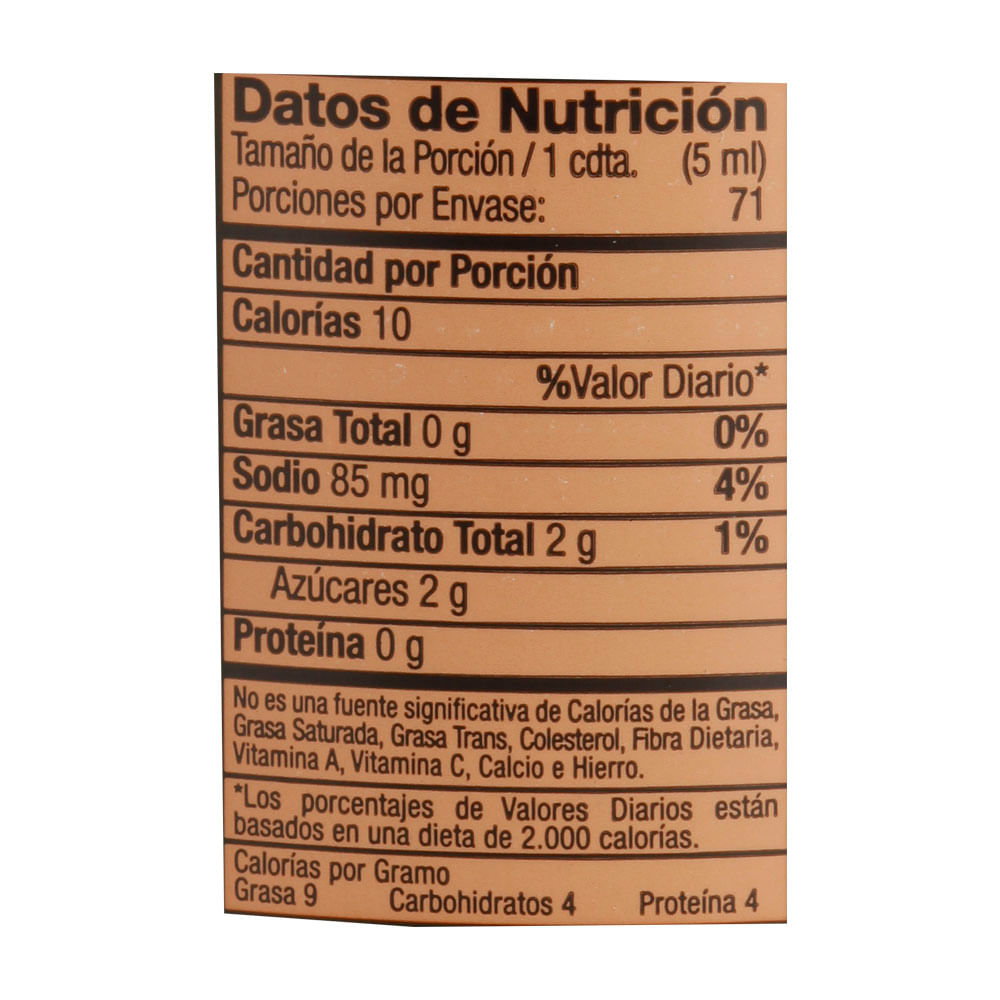 Datos de Nutrición
Tamaño de la Porción / 1 cdta. (5 ml)
Porciones por Envase: 71
Cantidad por Porción
Calorías 10
%Valor Diario*
Grasa Total 0 g 0%
Sodio 85 mg 4%
Carbohidrato Total 2 g 1%
Azúcares 2 g
Proteína 0 g
No es una fuente significativa de Calorías de la Grasa,
Grasa Saturada, Grasa Trans, Colesterol, Fibra Dietaria,
Vitamina A, Vitamina C, Calcio e Hierro.
*Los porcentajes de Valores Diarios están
basados en una dieta de 2.000 calorías.
Calorías por Gramo
Grasa 9 Carbohidratos 4 Proteína 4